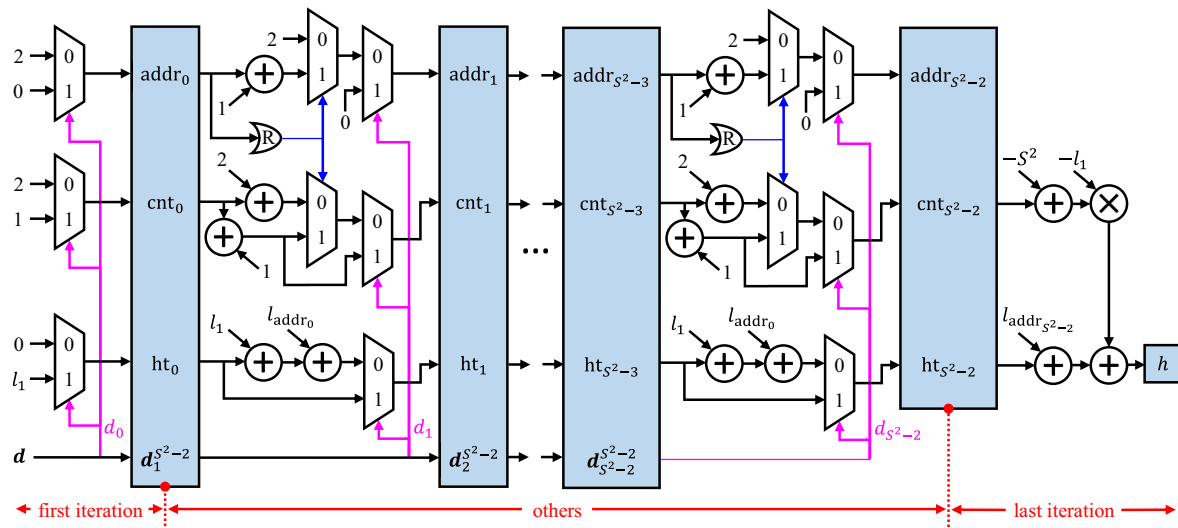 2 0 0 1 addr₀ + 1 2 0 1 0 0 1 addr₁ addr_{S²−3} + 1 2 0 1 0 0 1 addr_{S²−2}
R R
−S² −l₁
2 1 0 1 cnt₀ 2 + + 1 0 1 0 1 cnt₁ ... cnt_{S²−3} 2 + + 1 0 1 0 1 cnt_{S²−2} + ×
0 l₁ 0 1 ht₀ l₁ + l_{addr₀} + 0 1 ht₁ ht_{S²−3} l₁ + l_{addr₀} + 0 1 ht_{S²−2} l_{addr_{S²−2}} + + h
d₀ d₁ d_{S²−2}
d d₁^{S²−2} d₂^{S²−2} d_{S²−2}^{S²−2}
first iteration others last iteration